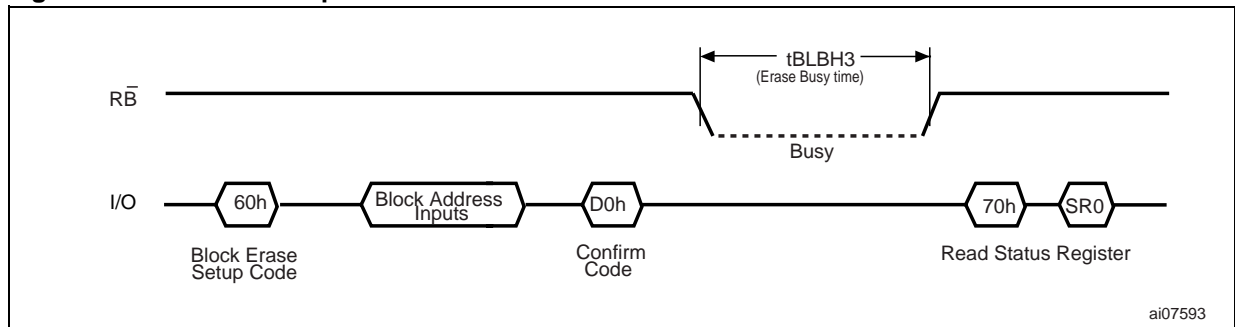 tBLBH3
(Erase Busy time)
RB̅
Busy
I/O
60h
Block Address
Inputs
D0h
70h
SR0
Block Erase
Setup Code
Confirm
Code
Read Status Register
ai07593